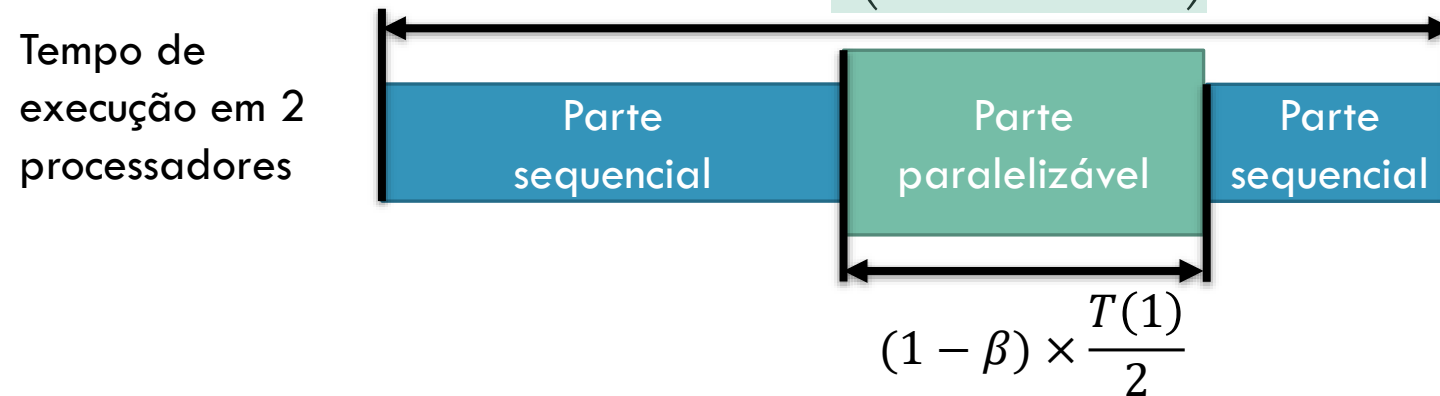 Tempo de
execução em 2
processadores
Parte
sequencial
Parte
paralelizável
Parte
sequencial
(1 − β) × T(1)/2